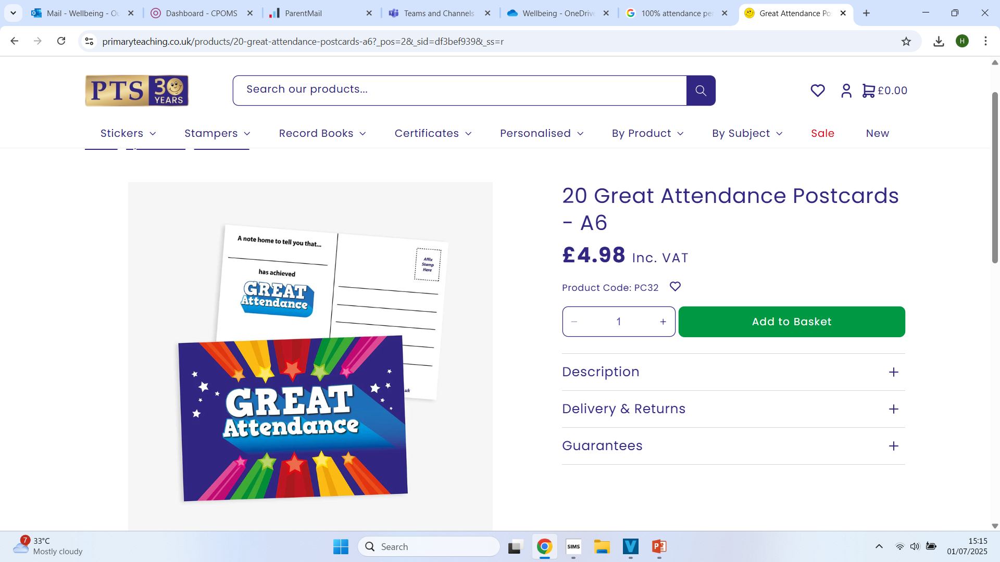 Mail - Wellbeing - Ou
Dashboard - CPOMS
ParentMail
Teams and Channels
Wellbeing - OneDrive
100% attendance per
Great Attendance Pos
primaryteaching.co.uk/products/20-great-attendance-postcards-a6?_pos=2&_sid=df3bef939&_ss=r
H
PTS 30 YEARS
Search our products...
£0.00
Stickers
Stampers
Record Books
Certificates
Personalised
By Product
By Subject
Sale
New
A note home to tell you that...
has achieved
GREAT
Attendance
Affix
Stamp
Here
.uk
GREAT
Attendance
20 Great Attendance Postcards
- A6
£4.98 Inc. VAT
Product Code: PC32
− 1 +
Add to Basket
Description
Delivery & Returns
Guarantees
7
33°C
Mostly cloudy
Search
SIMS
15:15
01/07/2025